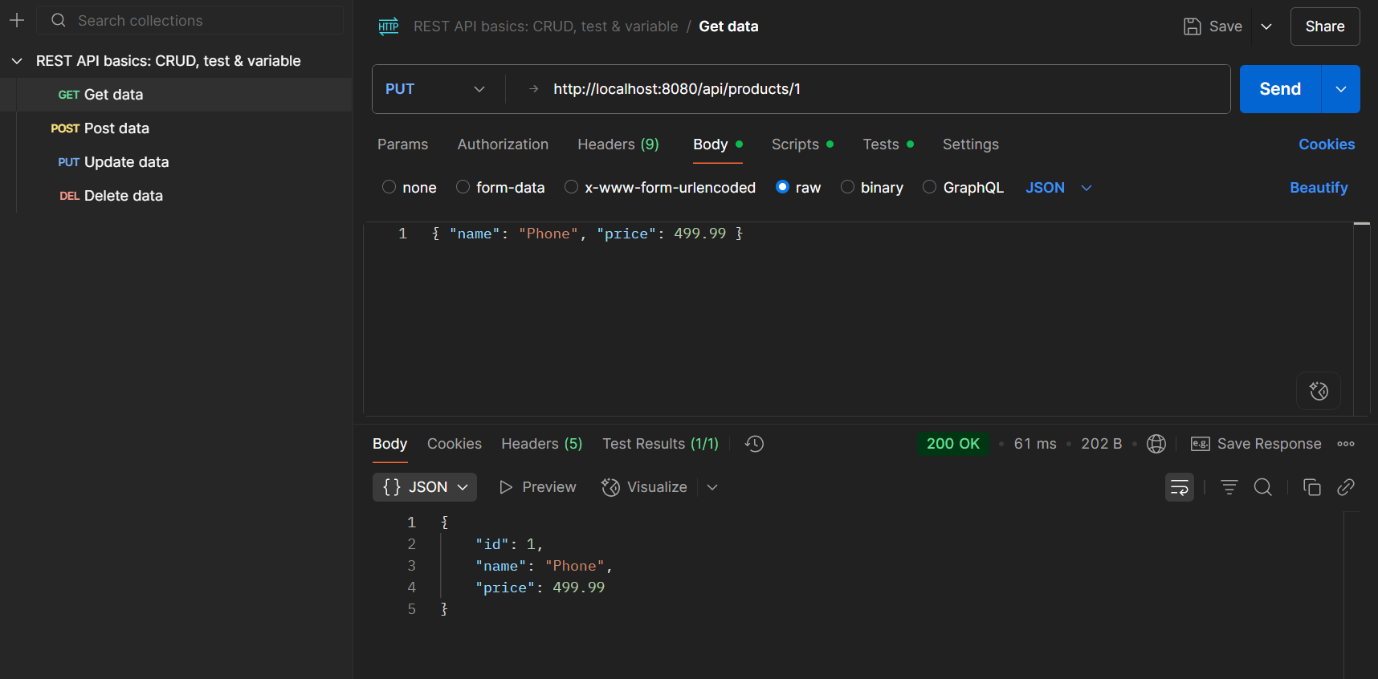 Search collections
REST API basics: CRUD, test & variable
GET Get data
POST Post data
PUT Update data
DEL Delete data
HTTP REST API basics: CRUD, test & variable / Get data
Save
Share
PUT
http://localhost:8080/api/products/1
Send
Params Authorization Headers (9) Body Scripts Tests Settings Cookies
none form-data x-www-form-urlencoded raw binary GraphQL JSON Beautify
1 { "name": "Phone", "price": 499.99 }
Body Cookies Headers (5) Test Results (1/1) 200 OK • 61 ms • 202 B • e.g. Save Response
{} JSON Preview Visualize
1 {
2 "id": 1,
3 "name": "Phone",
4 "price": 499.99
5 }